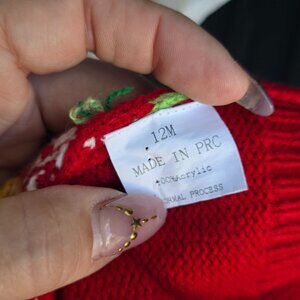 12M
MADE IN PRC
100%Acrylic
PROCESS